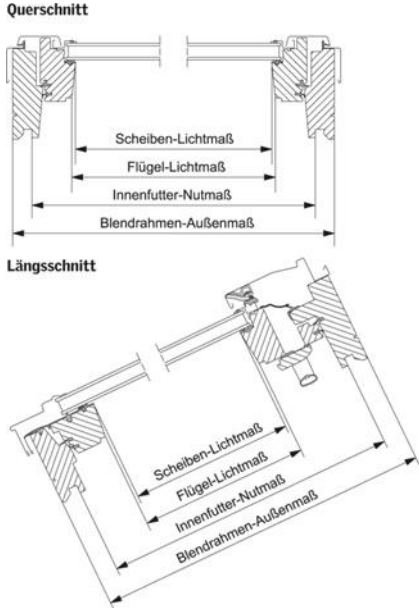 Querschnitt
Scheiben-Lichtmaß
Flügel-Lichtmaß
Innenfutter-Nutmaß
Blendrahmen-Außenmaß
Längsschnitt
Scheiben-Lichtmaß
Flügel-Lichtmaß
Innenfutter-Nutmaß
Blendrahmen-Außenmaß